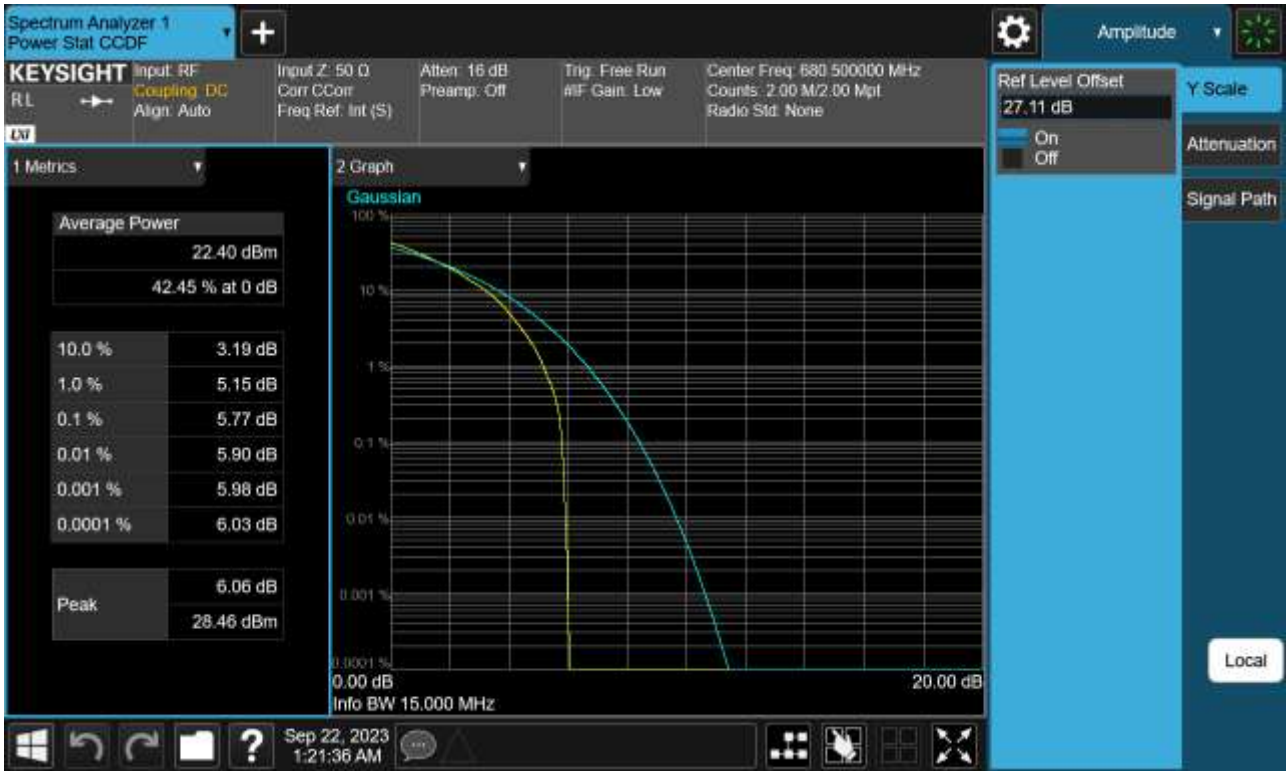 Spectrum Analyzer 1
Power Stat CCDF
+
Amplitude
KEYSIGHT
RL
LXI
Input: RF
Coupling: DC
Align: Auto
Input Z: 50 Ω
Corr CCorr
Freq Ref: Int (S)
Atten: 16 dB
Preamp: Off
Trig: Free Run
#IF Gain: Low
Center Freq: 680.500000 MHz
Counts: 2.00 M/2.00 Mpt
Radio Std: None
Ref Level Offset
27.11 dB
On
Off
Y Scale
Attenuation
Signal Path
Local
1 Metrics
Average Power
22.40 dBm
42.45 % at 0 dB
10.0 % 3.19 dB
1.0 % 5.15 dB
0.1 % 5.77 dB
0.01 % 5.90 dB
0.001 % 5.98 dB
0.0001 % 6.03 dB
Peak
6.06 dB
28.46 dBm
2 Graph
Gaussian
100 %
10 %
1 %
0.1 %
0.01 %
0.001 %
0.0001 %
0.00 dB 20.00 dB
Info BW 15.000 MHz
?
Sep 22, 2023
1:21:36 AM